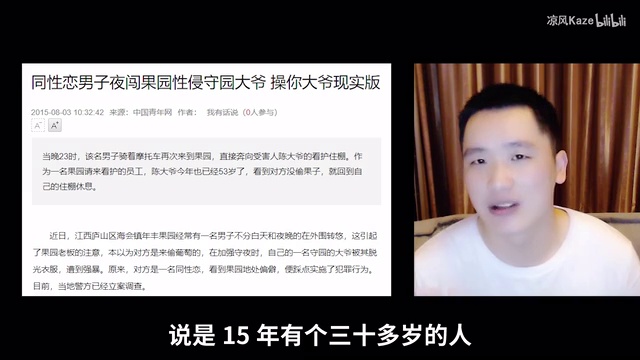 凉风Kaze bilibili
同性恋男子夜闯果园性侵守园大爷 操你大爷现实版
2015-08-03 10:32:42 来源：中国青年网 作者： 我有话说（0人参与）
A- A+
当晚23时，该名男子骑着摩托车再次来到果园，直接奔向受害人陈大爷的看护住棚。作
为一名果园请来看护的员工，陈大爷今年也已经53岁了，看到对方没偷果子，就回到自
己的住棚休息。
近日，江西庐山区海会镇年丰果园经常有一名男子不分白天和夜晚的在外围转悠，这引起
了果园老板的注意，本以为对方是来偷葡萄的，在加强守夜时，自己的一名守园的大爷被其脱
光衣服，遭到强暴。原来，对方是一名同性恋，看到果园地处偏僻，便踩点实施了犯罪行为。
目前，当地警方已经立案调查。
说是 15 年有个三十多岁的人